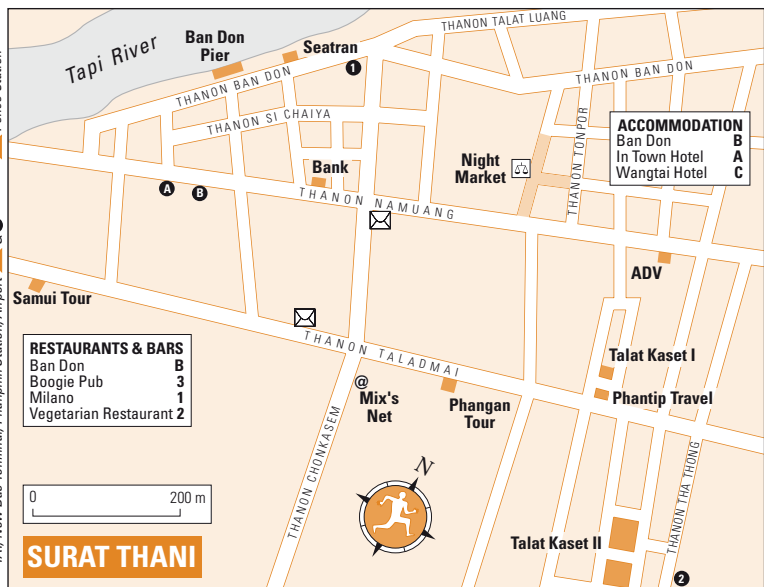 THANON TALAT LUANG
Ban Don
Pier
Seatran
Tapi River
1
THANON BAN DON
THANON BAN DON
THANON SI CHAIYA
THANON TONPOR
ACCOMMODATION
Ban Don B
In Town Hotel A
Wangtai Hotel C
Night
Market
Bank
A
B
THANON NAMUANG
ADV
Samui Tour
THANON TALADMAI
RESTAURANTS & BARS
Ban Don B
Boogie Pub 3
Milano 1
Vegetarian Restaurant 2
@
Mix's
Net
Phangan
Tour
Talat Kaset I
Phantip Travel
THANON CHONKASEM
N
THANON THA THONG
0 200 m
Talat Kaset II
2
SURAT THANI